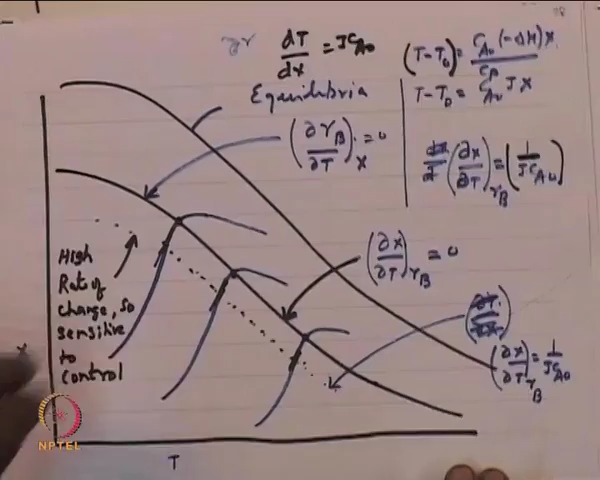 dT/dx = JC_A0
(T-T_0) = C_A0 (-ΔH) X / C_P
T-T_0 = C_A0 J X
Equilibria
(∂r_B/∂T)_X = 0
(∂x/∂T)_{r_B} = (1/JC_A0)
(∂x/∂T)_{r_B} = 0
High
Rate of
change, so
sensitive
to
control
(∂x/∂T)_{r_B} = 1/JC_A0
x
NPTEL
T